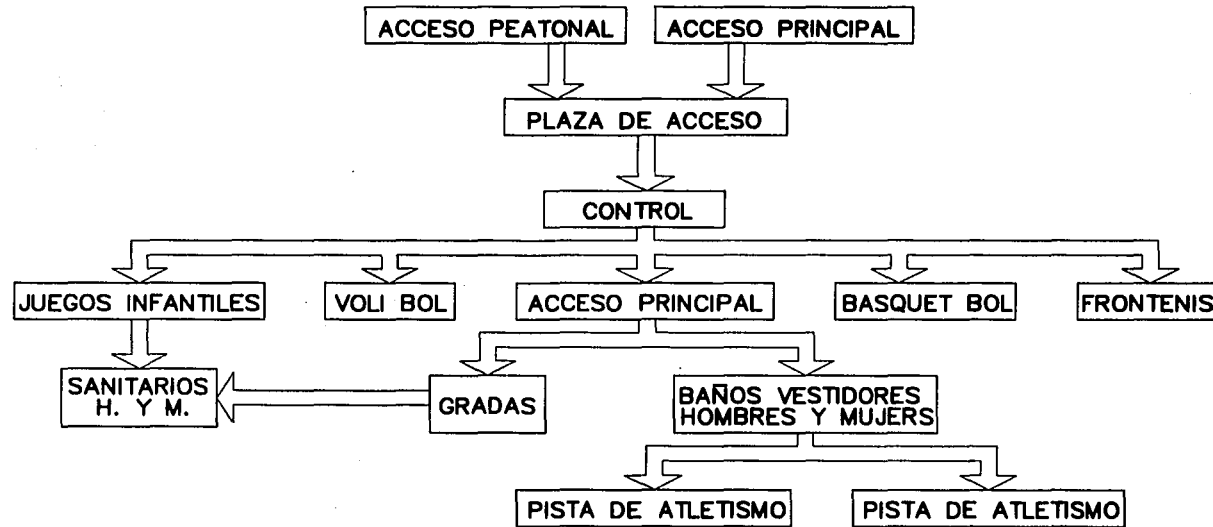 ACCESO PEATONAL
ACCESO PRINCIPAL
PLAZA DE ACCESO
CONTROL
JUEGOS INFANTILES
VOLI BOL
ACCESO PRINCIPAL
BASQUET BOL
FRONTENIS
SANITARIOS
H. Y M.
GRADAS
BAÑOS VESTIDORES
HOMBRES Y MUJERS
PISTA DE ATLETISMO
PISTA DE ATLETISMO